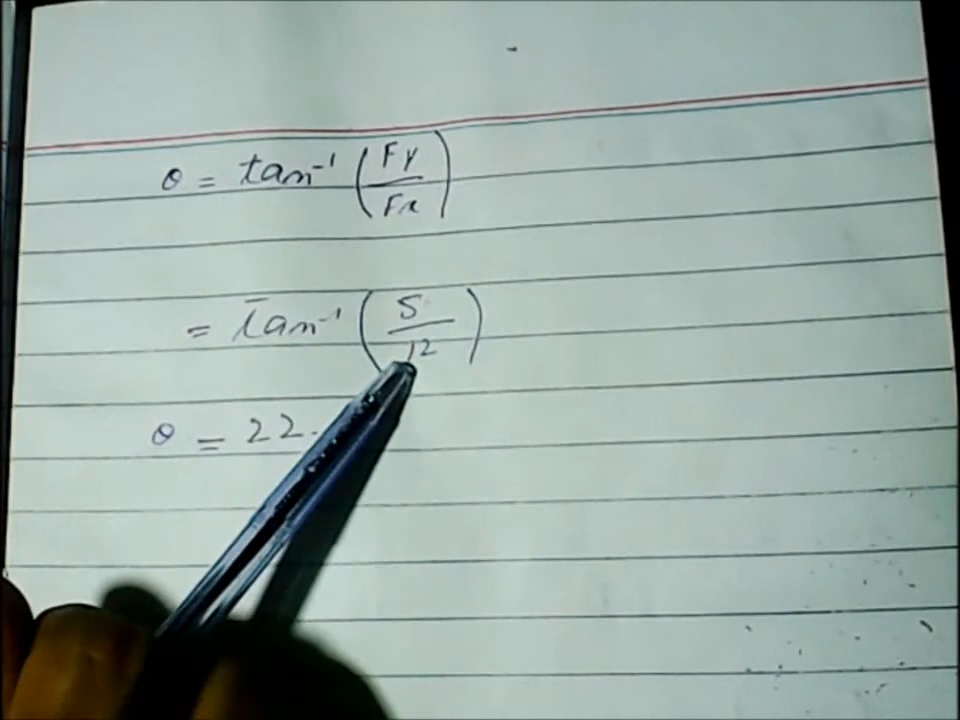 θ = tan⁻¹ (Fy/Fx)
= tan⁻¹ (5/12)
θ = 22.